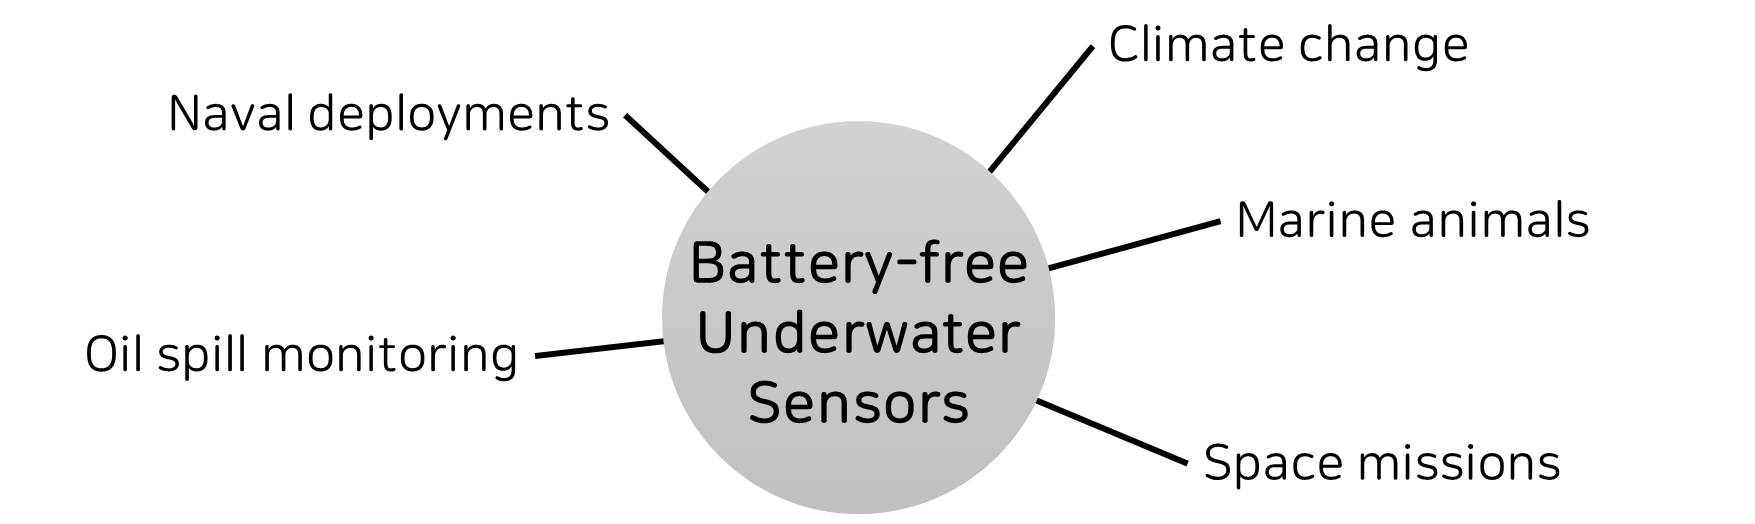 Climate change
Naval deployments
Marine animals
Battery-free
Underwater
Sensors
Oil spill monitoring
Space missions